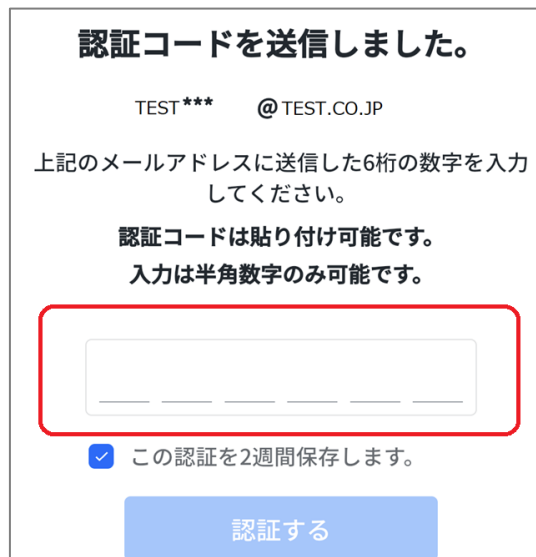 認証コードを送信しました。
TEST*** @TEST.CO.JP
上記のメールアドレスに送信した6桁の数字を入力
してください。
認証コードは貼り付け可能です。
入力は半角数字のみ可能です。
この認証を2週間保存します。
認証する